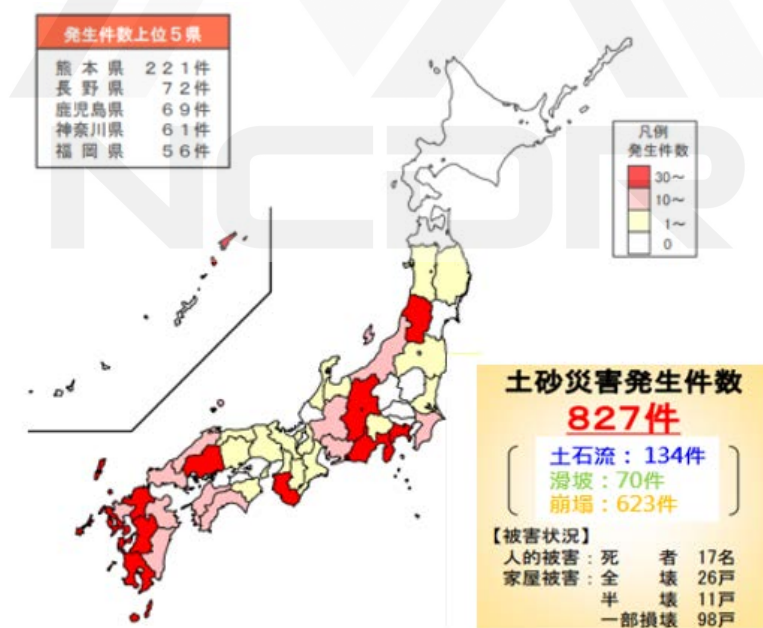 発生件数上位5県
熊本県 221件
長野県 72件
鹿児島県 69件
神奈川県 61件
福岡県 56件
凡例
発生件数
30~
10~
1~
0
NCDR
土砂災害発生件数
827件
土石流：134件
滑坡：70件
崩塌：623件
【被害状況】
人的被害：死 者 17名
家屋被害：全 壊 26戸
半 壊 11戸
一部損壊 98戸